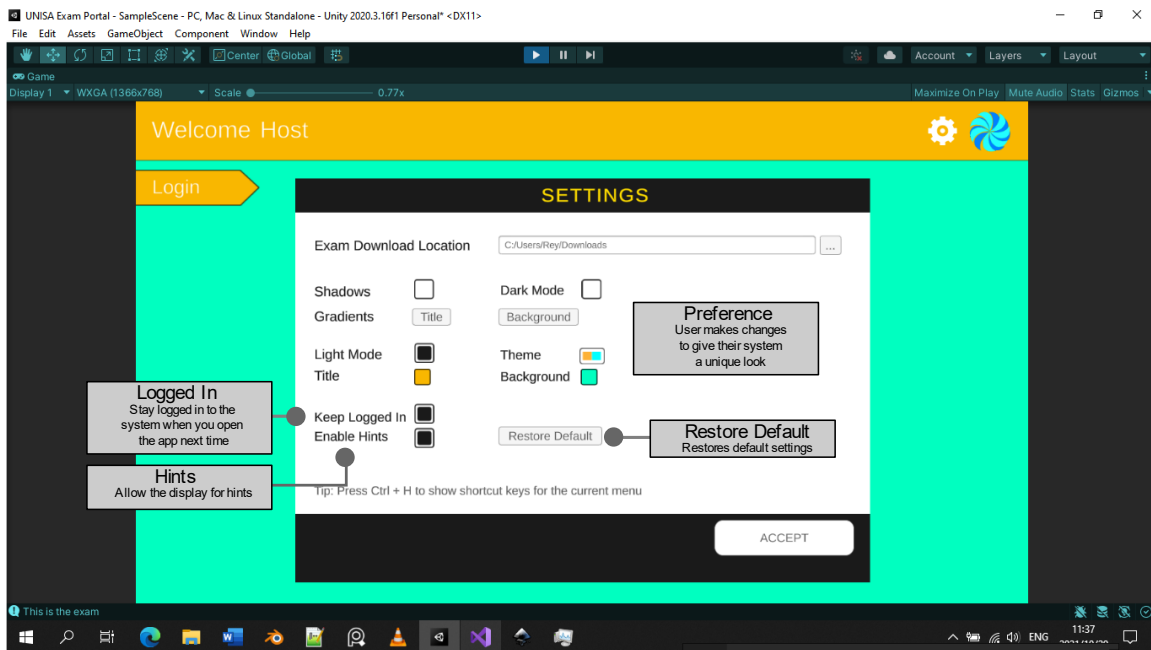 UNISA Exam Portal - SampleScene - PC, Mac & Linux Standalone - Unity 2020.3.16f1 Personal* <DX11>
File Edit Assets GameObject Component Window Help
Center Global Account Layers Layout
Game
Display 1 WXGA (1366x768) Scale 0.77x Maximize On Play Mute Audio Stats Gizmos
Welcome Host
Login
SETTINGS
Exam Download Location C:/Users/Rey/Downloads ...
Shadows Dark Mode
Gradients Title Background
Preference
User makes changes
to give their system
a unique look
Light Mode Theme
Title Background
Logged In
Stay logged in to the
system when you open
the app next time
Keep Logged In
Enable Hints Restore Default
Restore Default
Restores default settings
Hints
Allow the display for hints
Tip: Press Ctrl + H to show shortcut keys for the current menu
ACCEPT
This is the exam
ENG 11:37